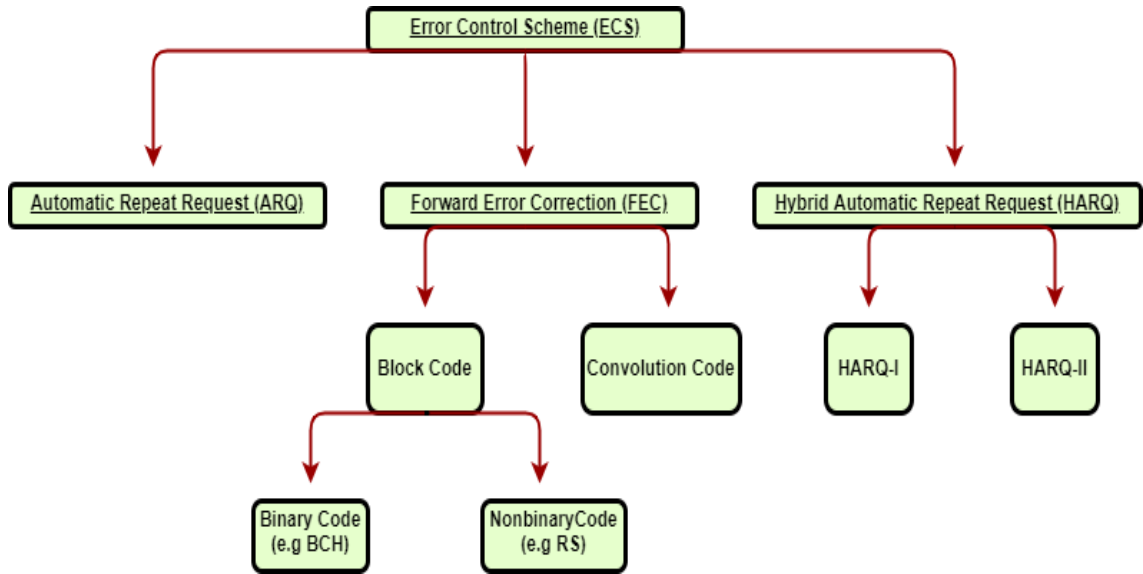 Error Control Scheme (ECS)
Automatic Repeat Request (ARQ)
Forward Error Correction (FEC)
Hybrid Automatic Repeat Request (HARQ)
Block Code
Convolution Code
HARQ-I
HARQ-II
Binary Code
(e.g BCH)
NonbinaryCode
(e.g RS)